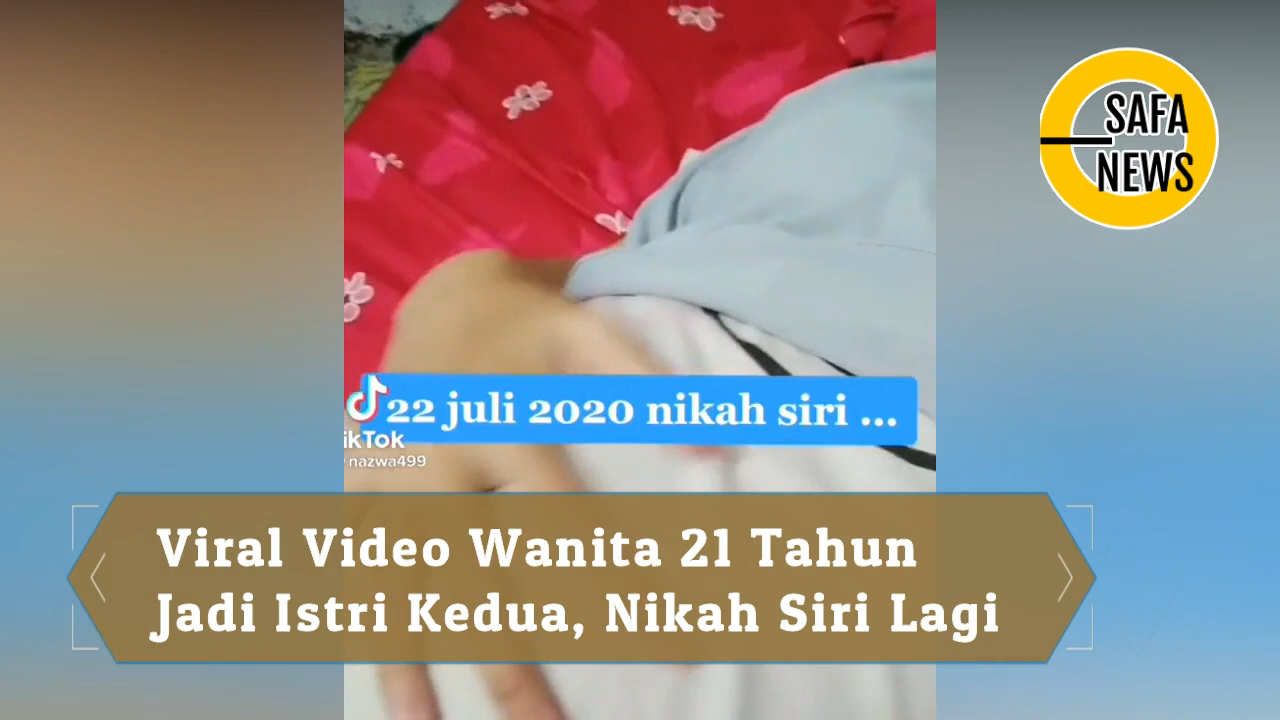 SAFA
NEWS
22 juli 2020 nikah siri ...
ikTok
nazwa499
Viral Video Wanita 21 Tahun
Jadi Istri Kedua, Nikah Siri Lagi